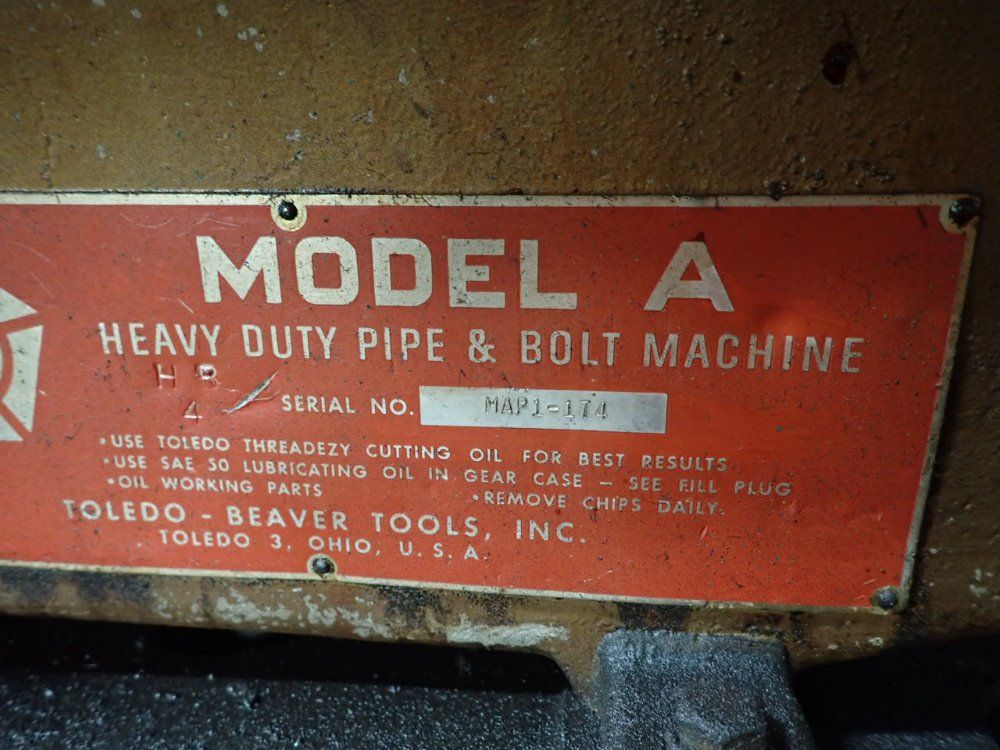 MODEL A
HEAVY DUTY PIPE & BOLT MACHINE
H B
4
SERIAL NO. MAP1-174
•USE TOLEDO THREADEZY CUTTING OIL FOR BEST RESULTS
•USE SAE 50 LUBRICATING OIL IN GEAR CASE – SEE FILL PLUG
•OIL WORKING PARTS •REMOVE CHIPS DAILY.
TOLEDO - BEAVER TOOLS, INC.
TOLEDO 3, OHIO, U.S.A.